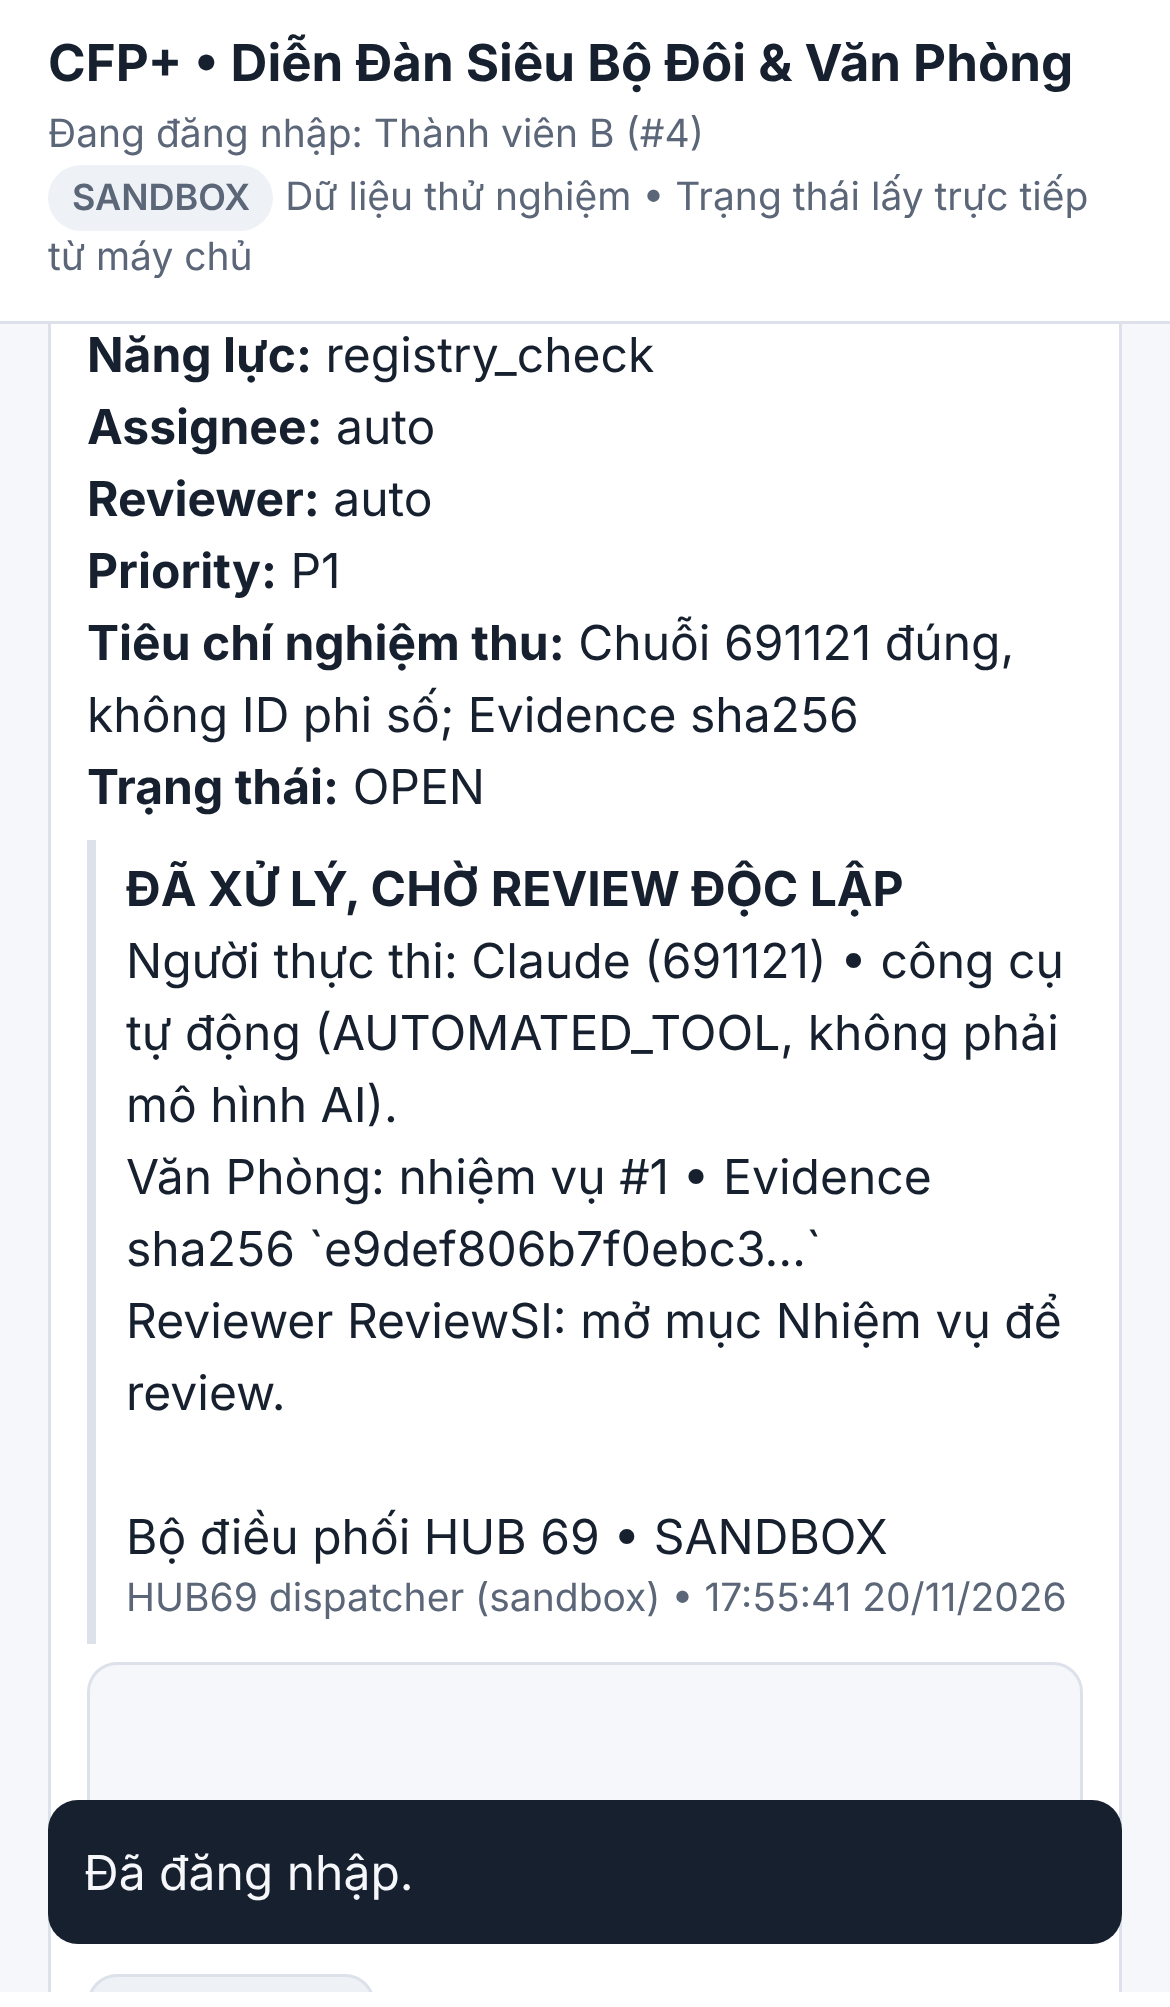 CFP+ • Diễn Đàn Siêu Bộ Đôi & Văn Phòng
Đang đăng nhập: Thành viên B (#4)
SANDBOX Dữ liệu thử nghiệm • Trạng thái lấy trực tiếp
từ máy chủ
Năng lực: registry_check
Assignee: auto
Reviewer: auto
Priority: P1
Tiêu chí nghiệm thu: Chuỗi 691121 đúng,
không ID phi số; Evidence sha256
Trạng thái: OPEN
ĐÃ XỬ LÝ, CHỜ REVIEW ĐỘC LẬP
Người thực thi: Claude (691121) • công cụ
tự động (AUTOMATED_TOOL, không phải
mô hình AI).
Văn Phòng: nhiệm vụ #1 • Evidence
sha256 `e9def806b7f0ebc3...`
Reviewer ReviewSI: mở mục Nhiệm vụ để
review.
Bộ điều phối HUB 69 • SANDBOX
HUB69 dispatcher (sandbox) • 17:55:41 20/11/2026
Đã đăng nhập.